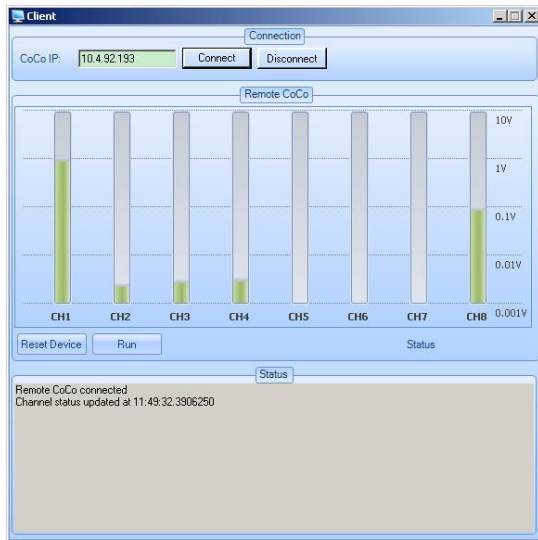 Client
Connection
CoCo IP: 10.4.92.193 Connect Disconnect
Remote CoCo
10V
1V
0.1V
0.01V
0.001V
CH1 CH2 CH3 CH4 CH5 CH6 CH7 CH8
Reset Device Run Status
Status
Remote CoCo connected
Channel status updated at 11:49:32.3906250